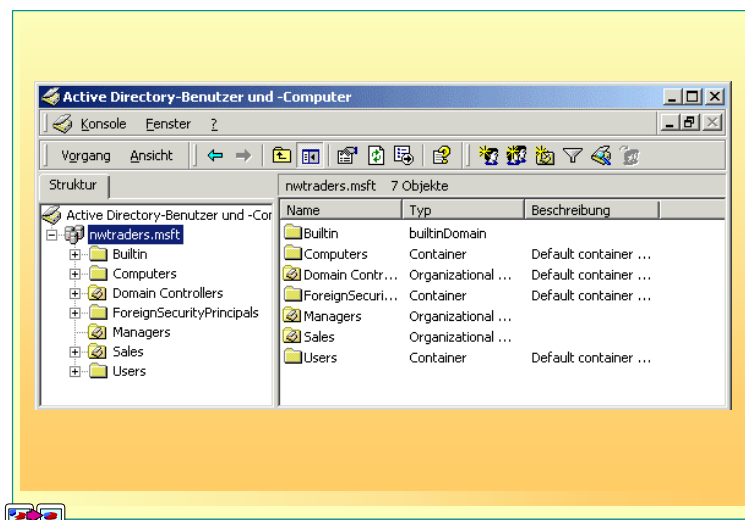 Active Directory-Benutzer und -Computer
Konsole Fenster ?
Vorgang Ansicht
Struktur
nwtraders.msft 7 Objekte
Active Directory-Benutzer und -Cor
nwtraders.msft
Builtin
Computers
Domain Controllers
ForeignSecurityPrincipals
Managers
Sales
Users
Name Typ Beschreibung
Builtin builtinDomain
Computers Container Default container ...
Domain Contr... Organizational ...
ForeignSecuri... Container Default container ...
Managers Organizational ...
Sales Organizational ...
Users Container Default container ...